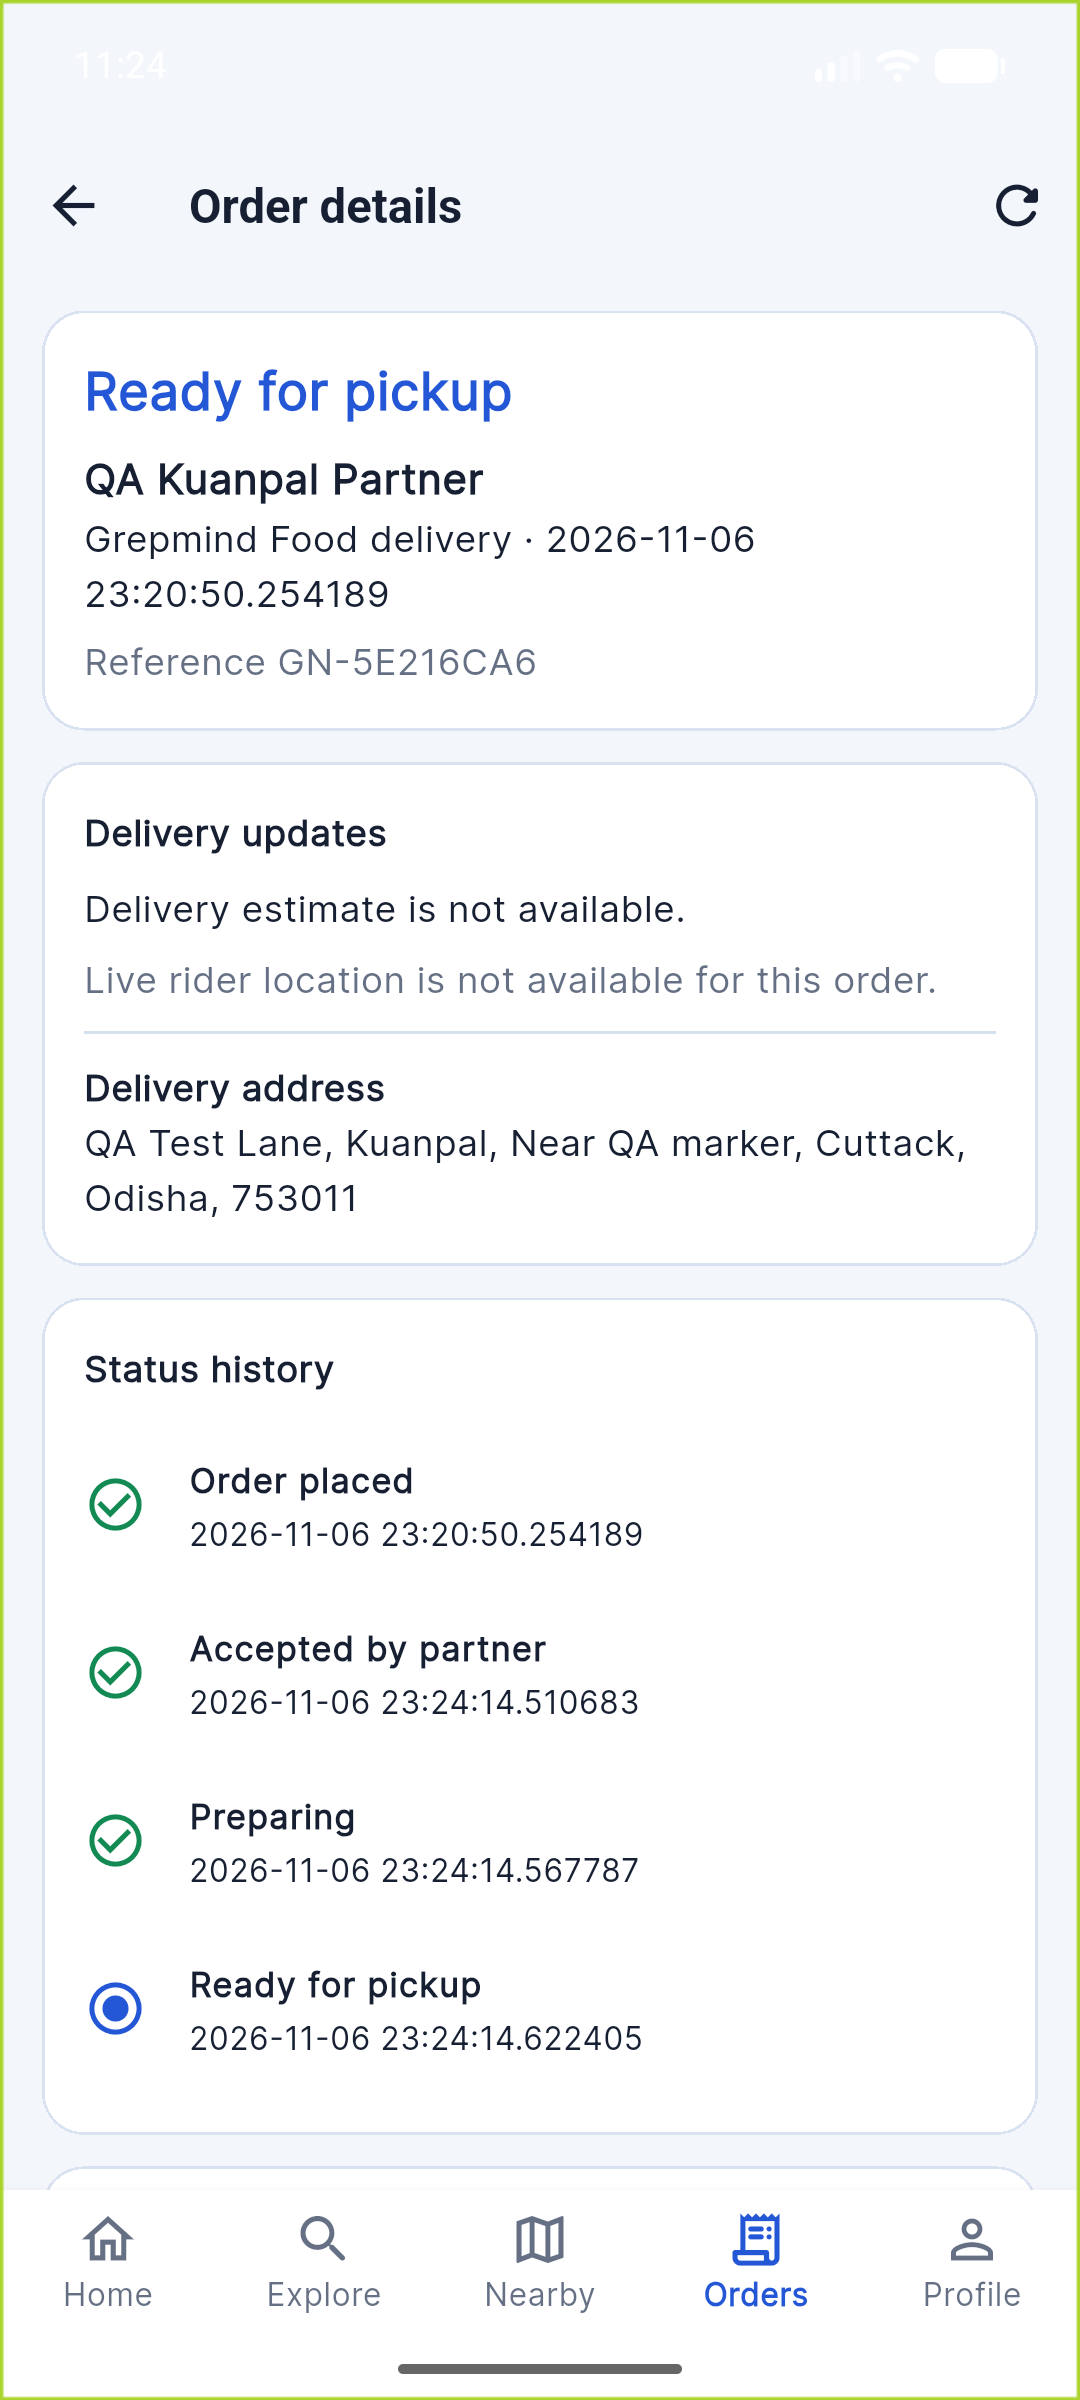 11:24
Order details
Ready for pickup
QA Kuanpal Partner
Grepmind Food delivery · 2026-11-06
23:20:50.254189
Reference GN-5E216CA6
Delivery updates
Delivery estimate is not available.
Live rider location is not available for this order.
Delivery address
QA Test Lane, Kuanpal, Near QA marker, Cuttack,
Odisha, 753011
Status history
Order placed
2026-11-06 23:20:50.254189
Accepted by partner
2026-11-06 23:24:14.510683
Preparing
2026-11-06 23:24:14.567787
Ready for pickup
2026-11-06 23:24:14.622405
Home Explore Nearby Orders Profile